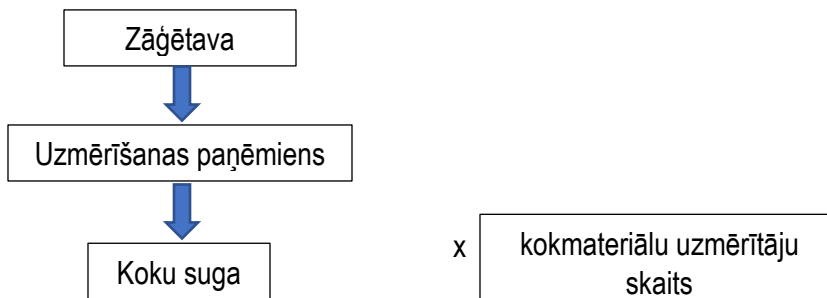 Zāģētava
Uzmērīšanas paņēmiens
Koku suga
x
kokmateriālu uzmērītāju
skaits